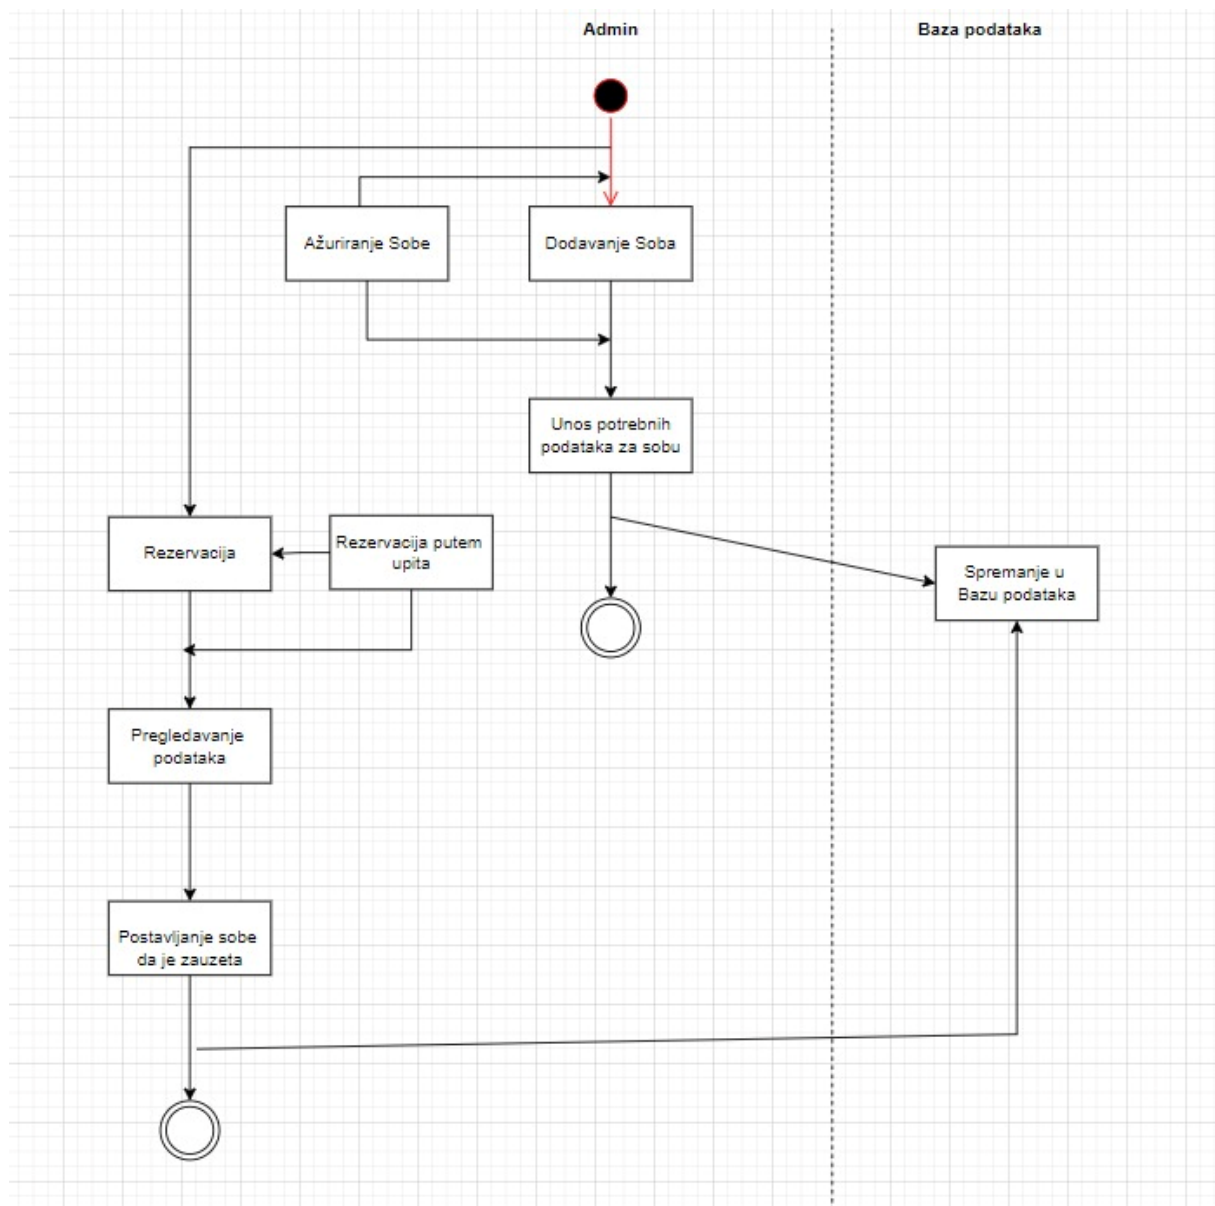 Admin
Baza podataka
Ažuriranje Sobe
Dodavanje Soba
Unos potrebnih
podataka za sobu
Rezervacija
Rezervacija putem
upita
Spremanje u
Bazu podataka
Pregledavanje
podataka
Postavljanje sobe
da je zauzeta